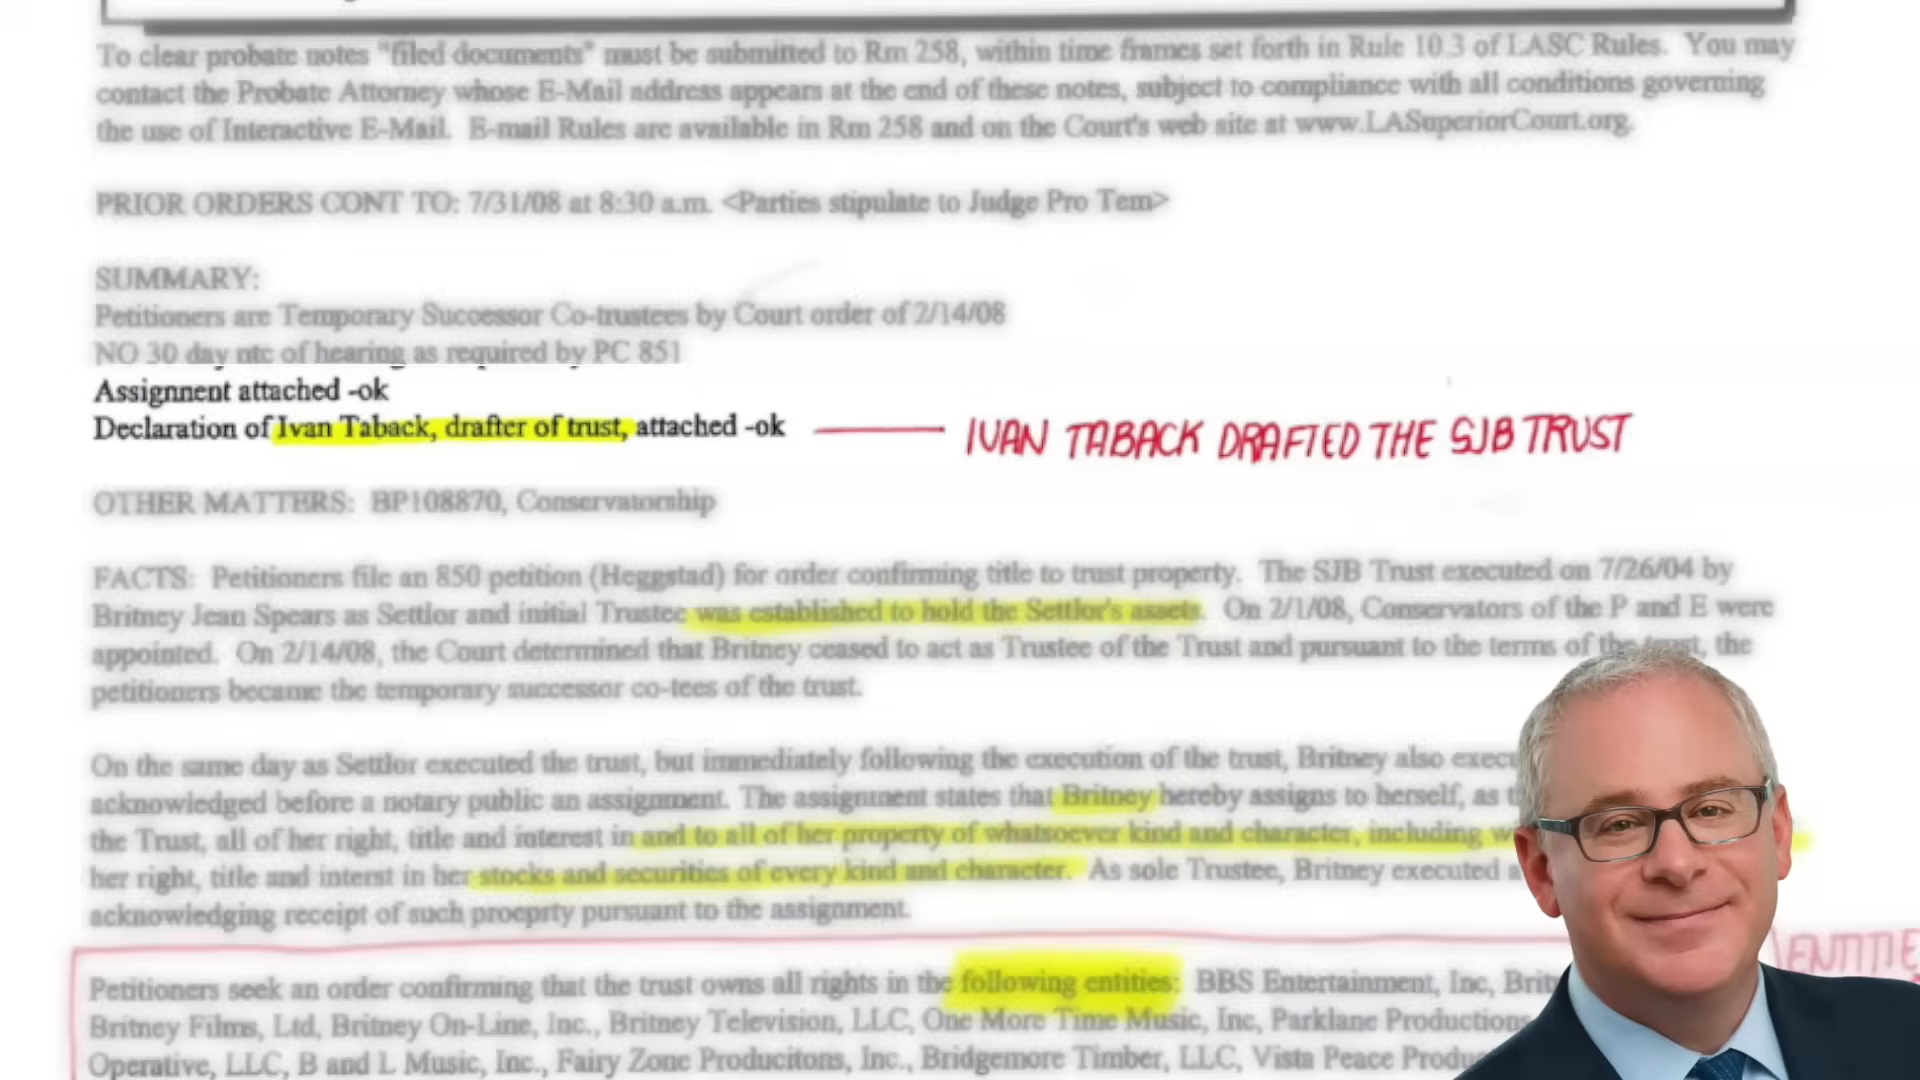 To clear probate notes "filed documents" must be submitted to Rm 258, within time frames set forth in Rule 10.3 of LASC Rules. You may
contact the Probate Attorney whose E-Mail address appears at the end of these notes, subject to compliance with all conditions governing
the use of Interactive E-Mail. E-mail Rules are available in Rm 258 and on the Court's web site at www.LASuperiorCourt.org.
PRIOR ORDERS CONT TO: 7/31/08 at 8:30 a.m. <Parties stipulate to Judge Pro Tem>
SUMMARY:
Petitioners are Temporary Successor Co-trustees by Court order of 2/14/08
NO 30 day ntc of hearing as required by PC 851
Assignment attached -ok
Declaration of Ivan Taback, drafter of trust, attached -ok
IVAN TABACK DRAFTED THE SJB TRUST
OTHER MATTERS: BP108870, Conservatorship
FACTS: Petitioners file an 850 petition (Heggstad) for order confirming title to trust property. The SJB Trust executed on 7/26/04 by
Britney Jean Spears as Settlor and initial Trustee was established to hold the Settlor's assets. On 2/1/08, Conservators of the P and E were
appointed. On 2/14/08, the Court determined that Britney ceased to act as Trustee of the Trust and pursuant to the terms of the trust, the
petitioners became the temporary successor co-tees of the trust.
On the same day as Settlor executed the trust, but immediately following the execution of the trust, Britney also
acknowledged before a notary public an assignment. The assignment states that Britney hereby assigns to herself, as
the Trust, all of her right, title and interest in and to all of her property of whatsoever kind and character, including
her right, title and interst in her stocks and securities of every kind and character. As sole Trustee, Britney executed
acknowledging receipt of such proeprty pursuant to the assignment.
Petitioners seek an order confirming that the trust owns all rights in the following entities: BBS Entertainment, Inc,
Britney Films, Ltd, Britney On-Line, Inc., Britney Television, LLC, One More Time Music, Inc, Parklane Productions
Operative, LLC, B and L Music, Inc., Fairy Zone Producitons, Inc., Bridgemore Timber, LLC, Vista Peace